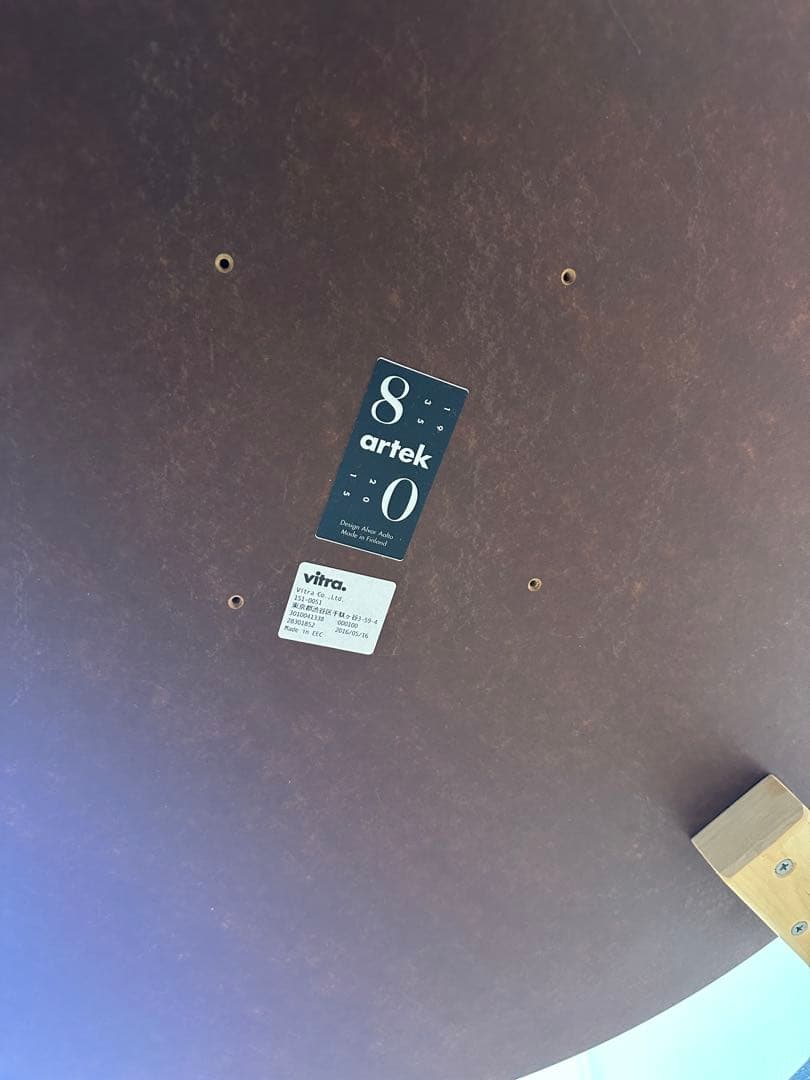 8
1 9
3 5
artek
2 0
1 5
0
Design Alvar Aalto
Made in Finland
vitra.
Vitra Co.,Ltd.
151-0051
東京都渋谷区千駄ヶ谷3-59-4
3010041338 000100
28301852 2016/05/16
Made in EEC